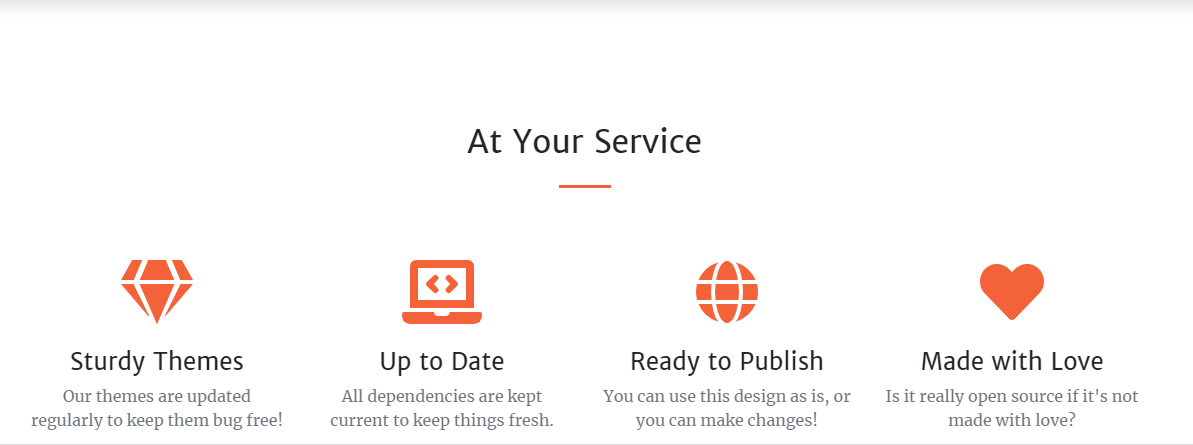 At Your Service
Sturdy Themes
Our themes are updated
regularly to keep them bug free!
Up to Date
All dependencies are kept
current to keep things fresh.
Ready to Publish
You can use this design as is, or
you can make changes!
Made with Love
Is it really open source if it's not
made with love?